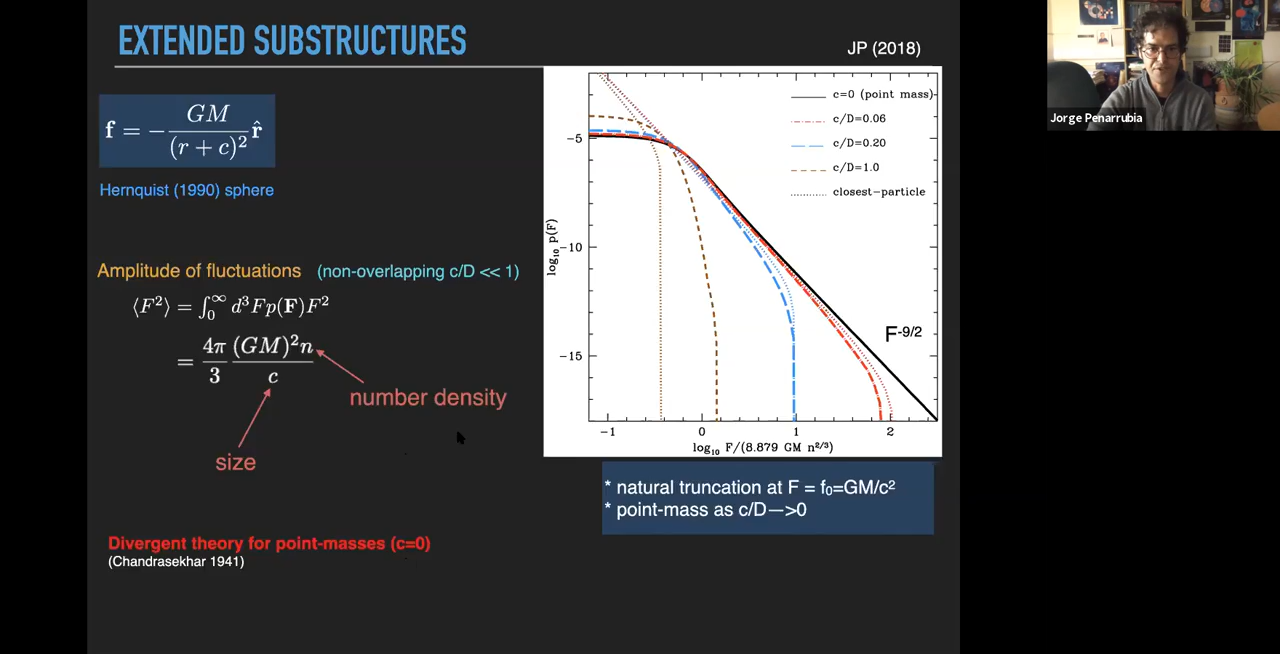 EXTENDED SUBSTRUCTURES
JP (2018)
f = − GM / (r + c)² r̂
Hernquist (1990) sphere
Amplitude of fluctuations (non-overlapping c/D << 1)
⟨F²⟩ = ∫₀^∞ d³F p(F)F²
= 4π/3 (GM)²n / c
number density
size
Divergent theory for point-masses (c=0)
(Chandrasekhar 1941)
c=0 (point mass)
c/D=0.06
c/D=0.20
c/D=1.0
closest-particle
F-9/2
log₁₀ p(F)
−5
−10
−15
−1 0 1 2
log₁₀ F/(8.879 GM n^2/3)
* natural truncation at F = f₀=GM/c²
* point-mass as c/D—>0
Jorge Penarrubia